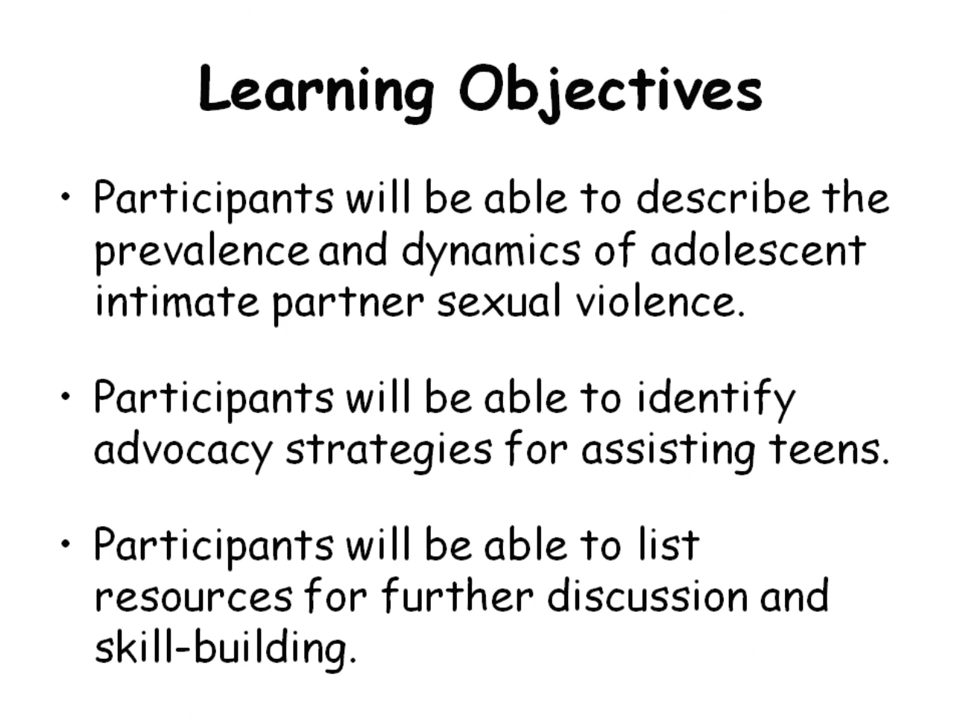 Learning Objectives
• Participants will be able to describe the
prevalence and dynamics of adolescent
intimate partner sexual violence.
• Participants will be able to identify
advocacy strategies for assisting teens.
• Participants will be able to list
resources for further discussion and
skill-building.